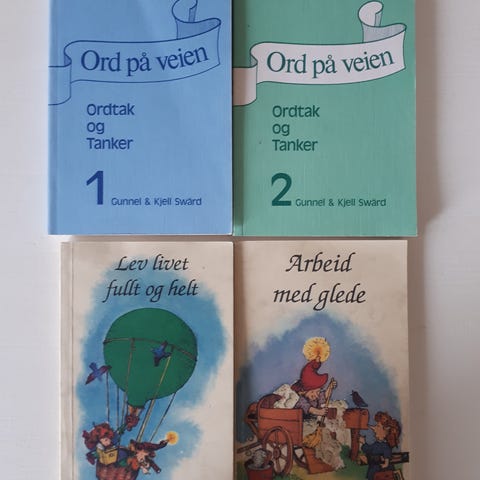 Ord på veien
Ordtak
og
Tanker
1
Gunnel & Kjell Swärd
Ord på veien
Ordtak
og
Tanker
2
Gunnel & Kjell Swärd
Lev livet
fullt og helt
Arbeid
med glede